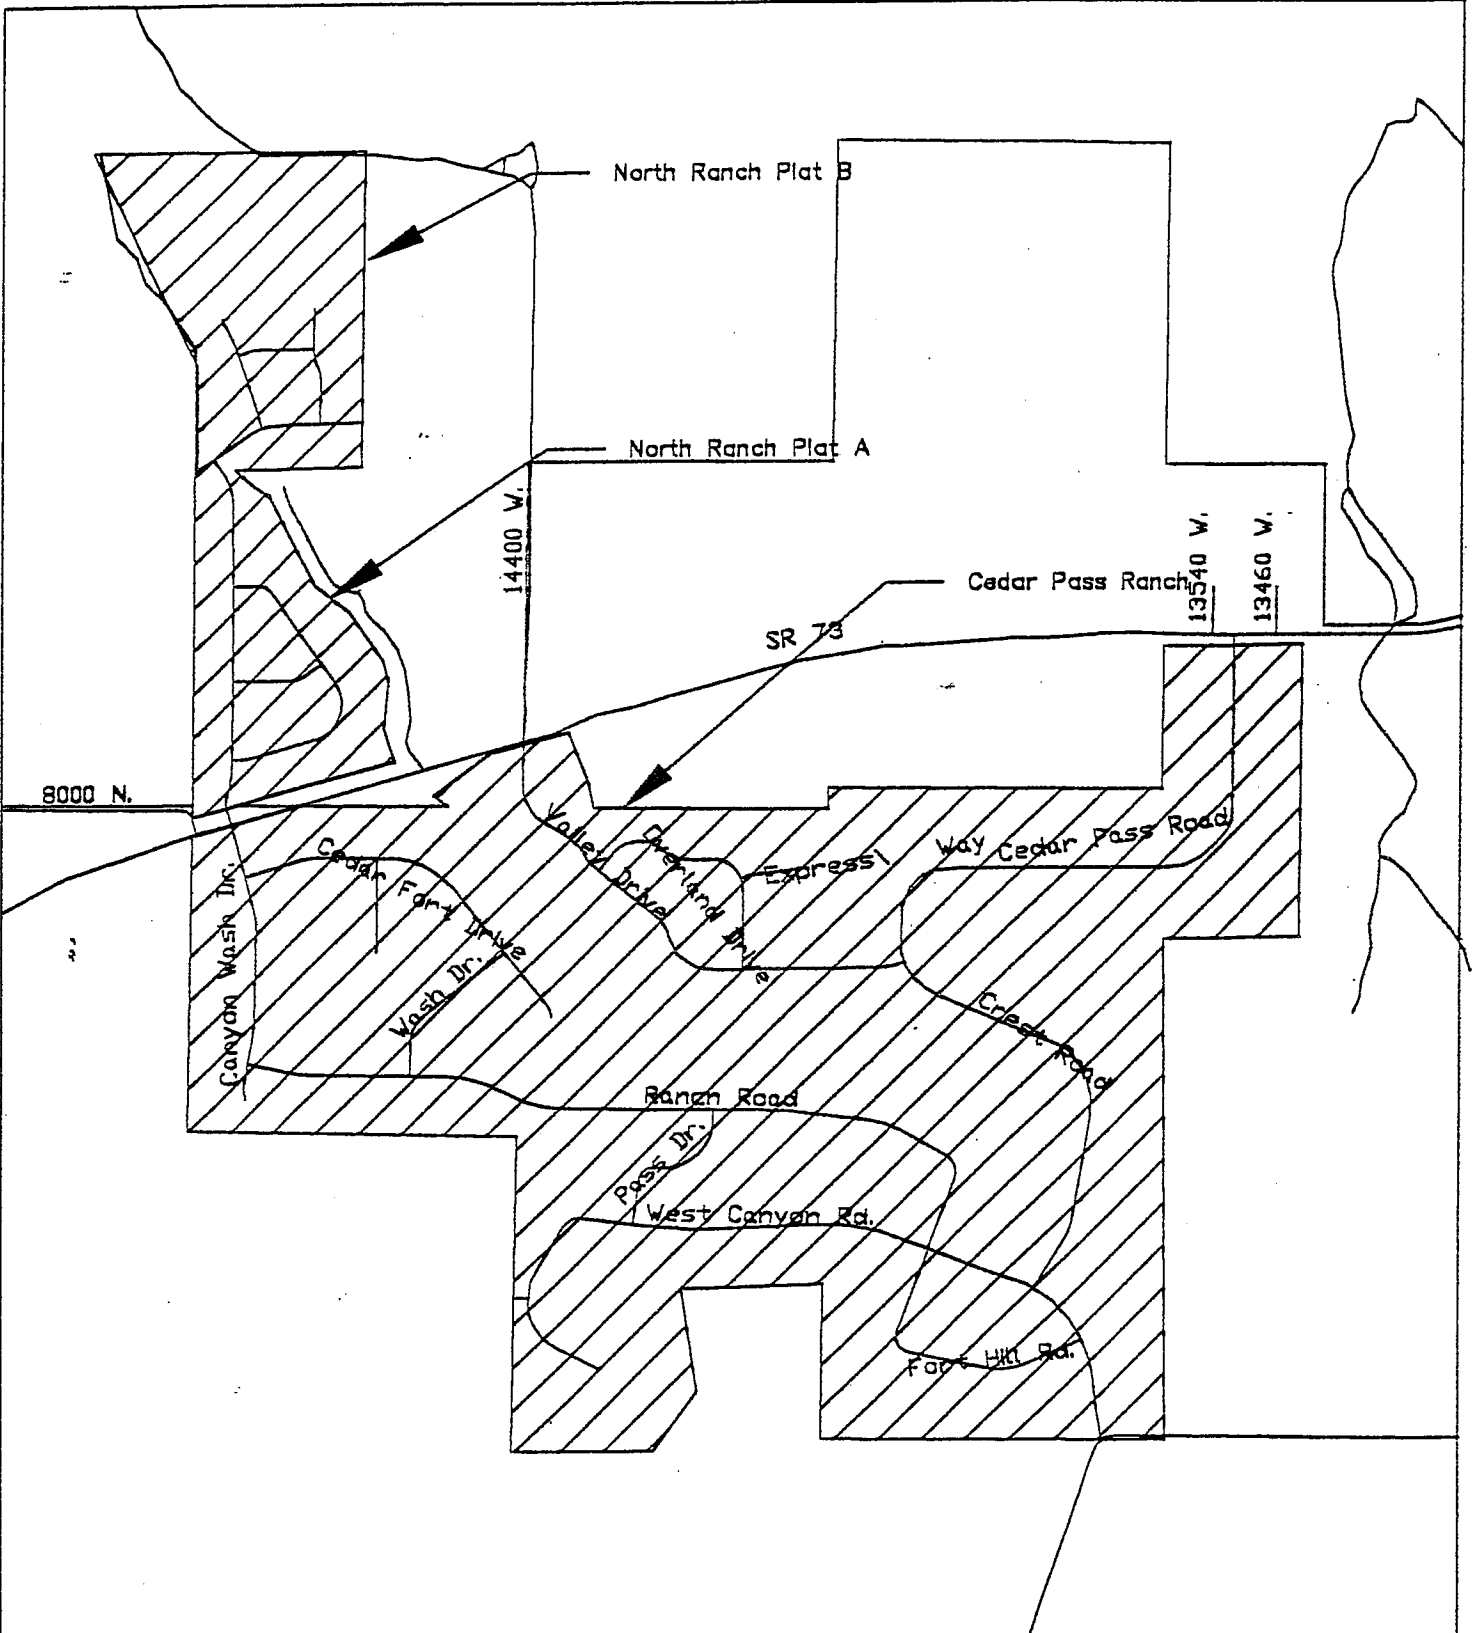 North Ranch Plat B
North Ranch Plat A
14400 W.
13540 W.
13460 W.
Cedar Pass Ranch
SR 73
8000 N.
Valley Drive
Overland Drive
Express
Way
Cedar Pass Road
Cedar Fort Drive
Canyon Wash Dr.
Wash Dr.
Crest Road
Ranch Road
Pass Dr.
West Canyon Rd.
Fort Hill Rd.